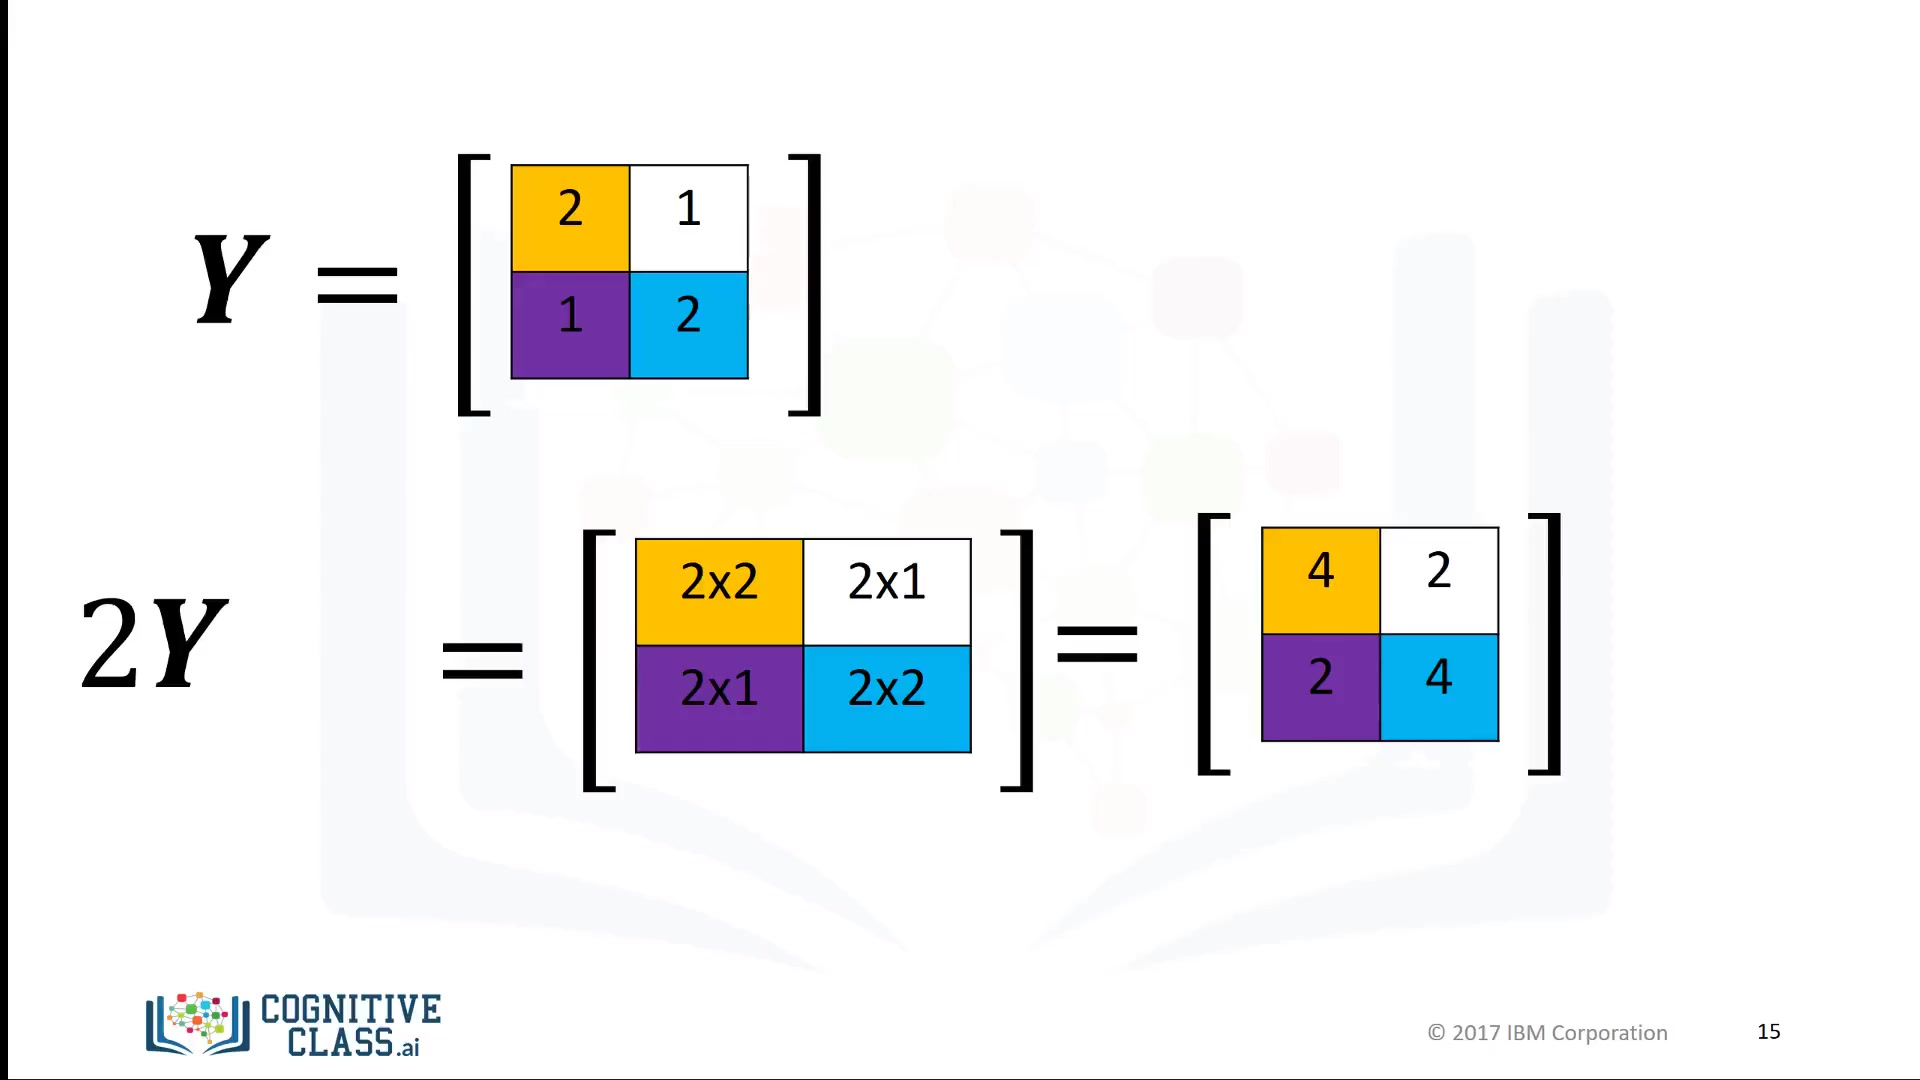 Y = [ 2 1
1 2 ]
2Y = [ 2x2 2x1 ] = [ 4 2 ]
2x1 2x2 2 4
COGNITIVE
CLASS.ai
© 2017 IBM Corporation 15